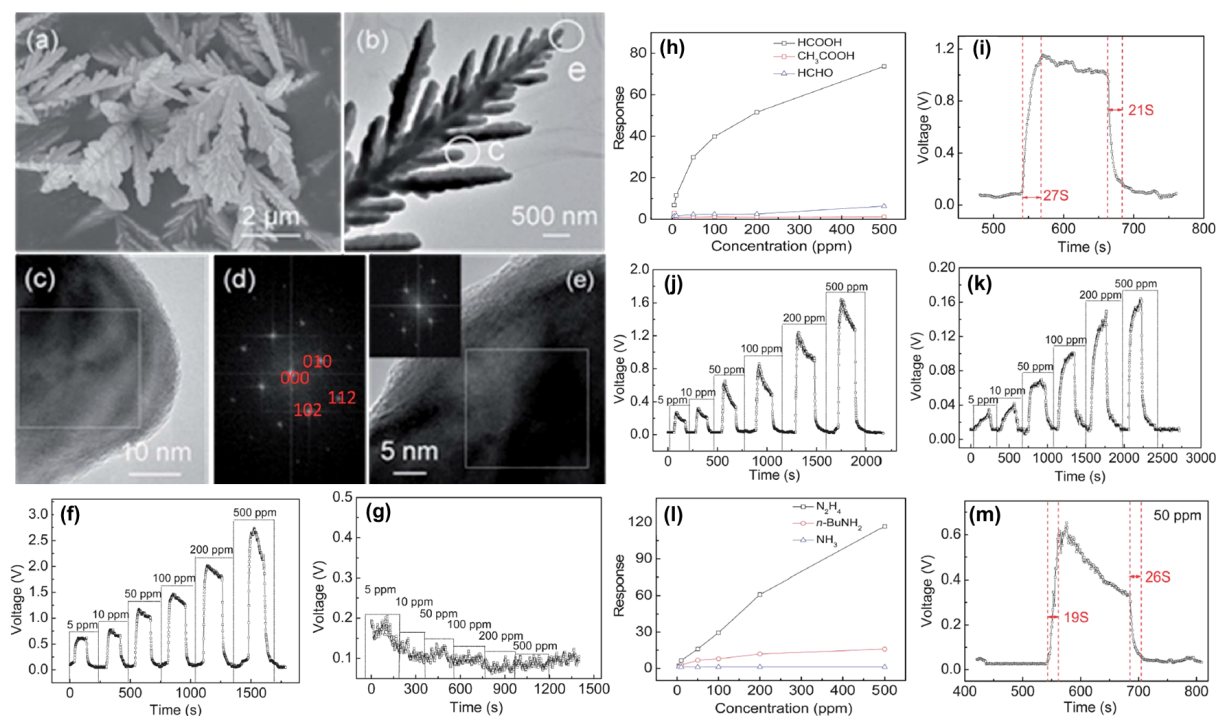 (a)
2 µm
(b)
e
c
500 nm
(c)
10 nm
(d)
010
000
112
102
(e)
5 nm
(f)
Voltage (V)
3.0
2.5
2.0
1.5
1.0
0.5
0.0
5 ppm
10 ppm
50 ppm
100 ppm
200 ppm
500 ppm
0 500 1000 1500
Time (s)
(g)
Voltage (V)
0.5
0.4
0.3
0.2
0.1
5 ppm
10 ppm
50 ppm
100 ppm
200 ppm
500 ppm
0 300 600 900 1200 1500
Time (s)
(h)
HCOOH
CH₃COOH
HCHO
Response
80
60
40
20
0
0 100 200 300 400 500
Concentration (ppm)
(i)
Voltage (V)
1.6
1.2
0.8
0.4
0.0
21S
27S
500 600 700 800
Time (s)
(j)
Voltage (V)
2.0
1.6
1.2
0.8
0.4
0.0
5 ppm
10 ppm
50 ppm
100 ppm
200 ppm
500 ppm
0 500 1000 1500 2000
Time (s)
(k)
Voltage (V)
0.20
0.16
0.12
0.08
0.04
0.00
5 ppm
10 ppm
50 ppm
100 ppm
200 ppm
500 ppm
0 500 1000 1500 2000 2500 3000
Time (s)
(l)
N₂H₄
n-BuNH₂
NH₃
Response
120
90
60
30
0
0 100 200 300 400 500
Concentration (ppm)
(m)
50 ppm
Voltage (V)
0.6
0.4
0.2
0.0
26S
19S
400 500 600 700 800
Time (s)